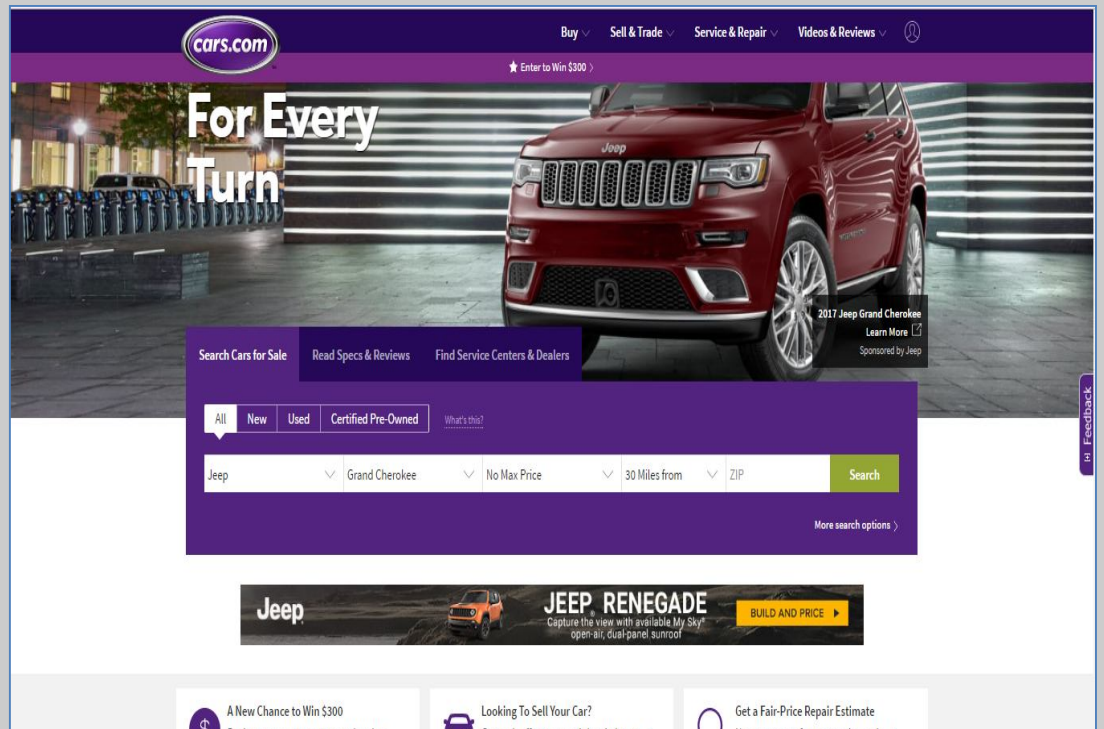 cars.com
Buy
Sell & Trade
Service & Repair
Videos & Reviews
Enter to Win $300
For Every
Turn
Jeep
2017 Jeep Grand Cherokee
Learn More
Sponsored by Jeep
Search Cars for Sale
Read Specs & Reviews
Find Service Centers & Dealers
[+] Feedback
All
New
Used
Certified Pre-Owned
What's this?
Jeep
Grand Cherokee
No Max Price
30 Miles from
ZIP
Search
More search options
Jeep
JEEP® RENEGADE
Capture the view with available My Sky®
open-air, dual-panel sunroof
BUILD AND PRICE
A New Chance to Win $300
Looking To Sell Your Car?
Get a Fair-Price Repair Estimate